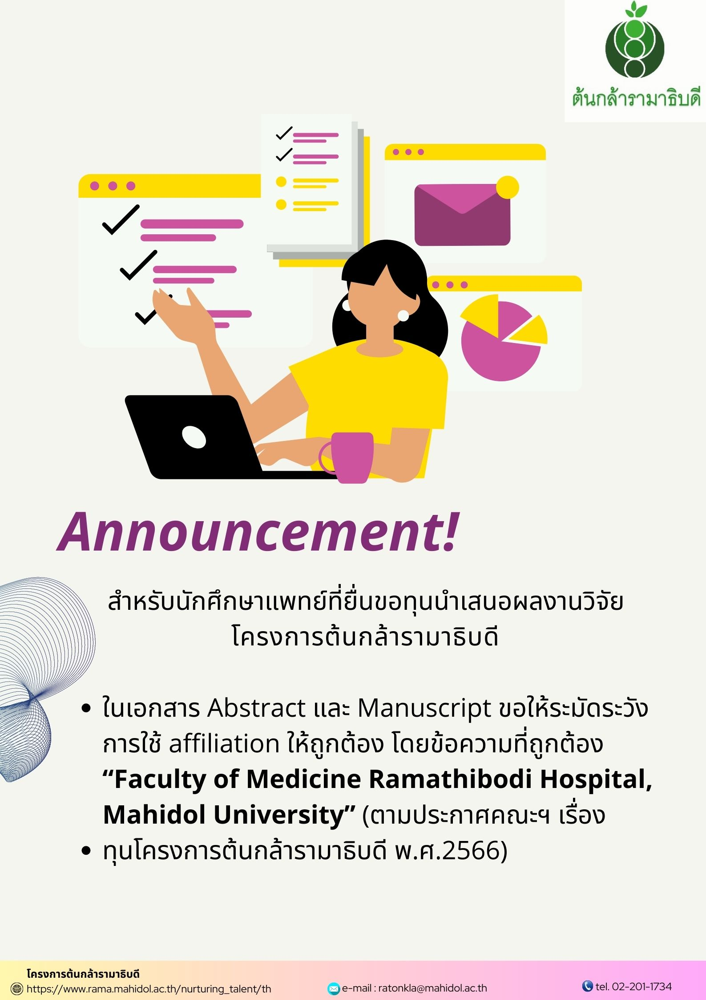 ต้นกล้ารามาธิบดี
Announcement!
สำหรับนักศึกษาแพทย์ที่ยื่นขอทุนนำเสนอผลงานวิจัย
โครงการต้นกล้ารามาธิบดี
• ในเอกสาร Abstract และ Manuscript ขอให้ระมัดระวัง
การใช้ affiliation ให้ถูกต้อง โดยข้อความที่ถูกต้อง
“Faculty of Medicine Ramathibodi Hospital,
Mahidol University” (ตามประกาศคณะฯ เรื่อง
• ทุนโครงการต้นกล้ารามาธิบดี พ.ศ.2566)
โครงการต้นกล้ารามาธิบดี
https://www.rama.mahidol.ac.th/nurturing_talent/th
e-mail : ratonkla@mahidol.ac.th
tel. 02-201-1734